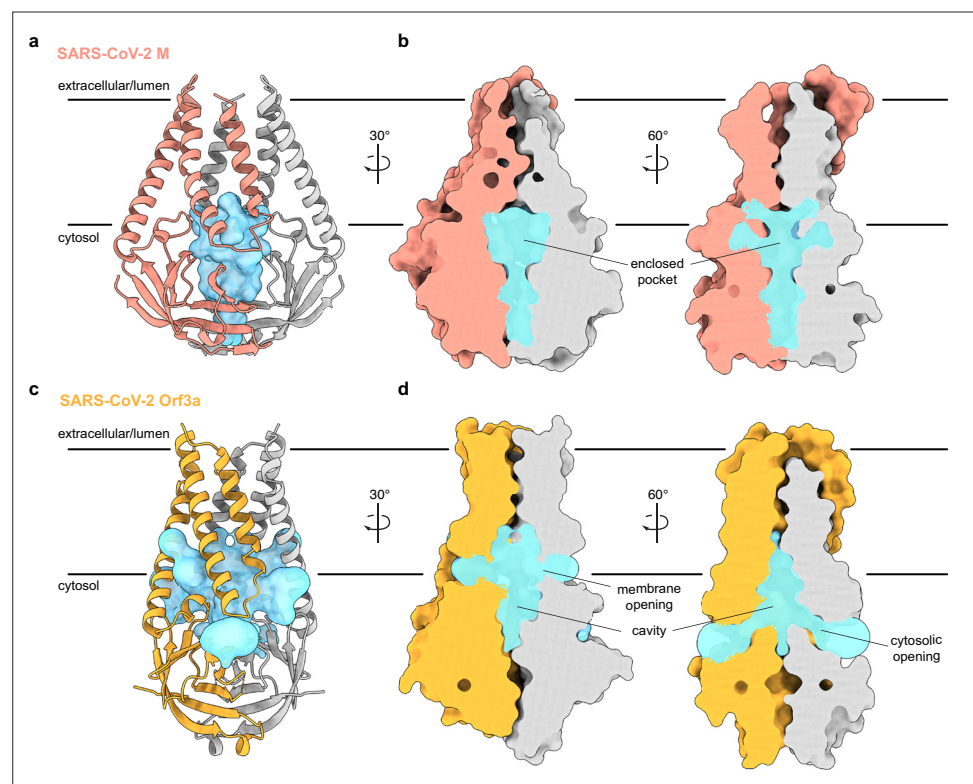 a
b
SARS-CoV-2 M
extracellular/lumen
30°
60°
cytosol
enclosed
pocket
c
d
SARS-CoV-2 Orf3a
extracellular/lumen
30°
60°
cytosol
membrane
opening
cavity
cytosolic
opening